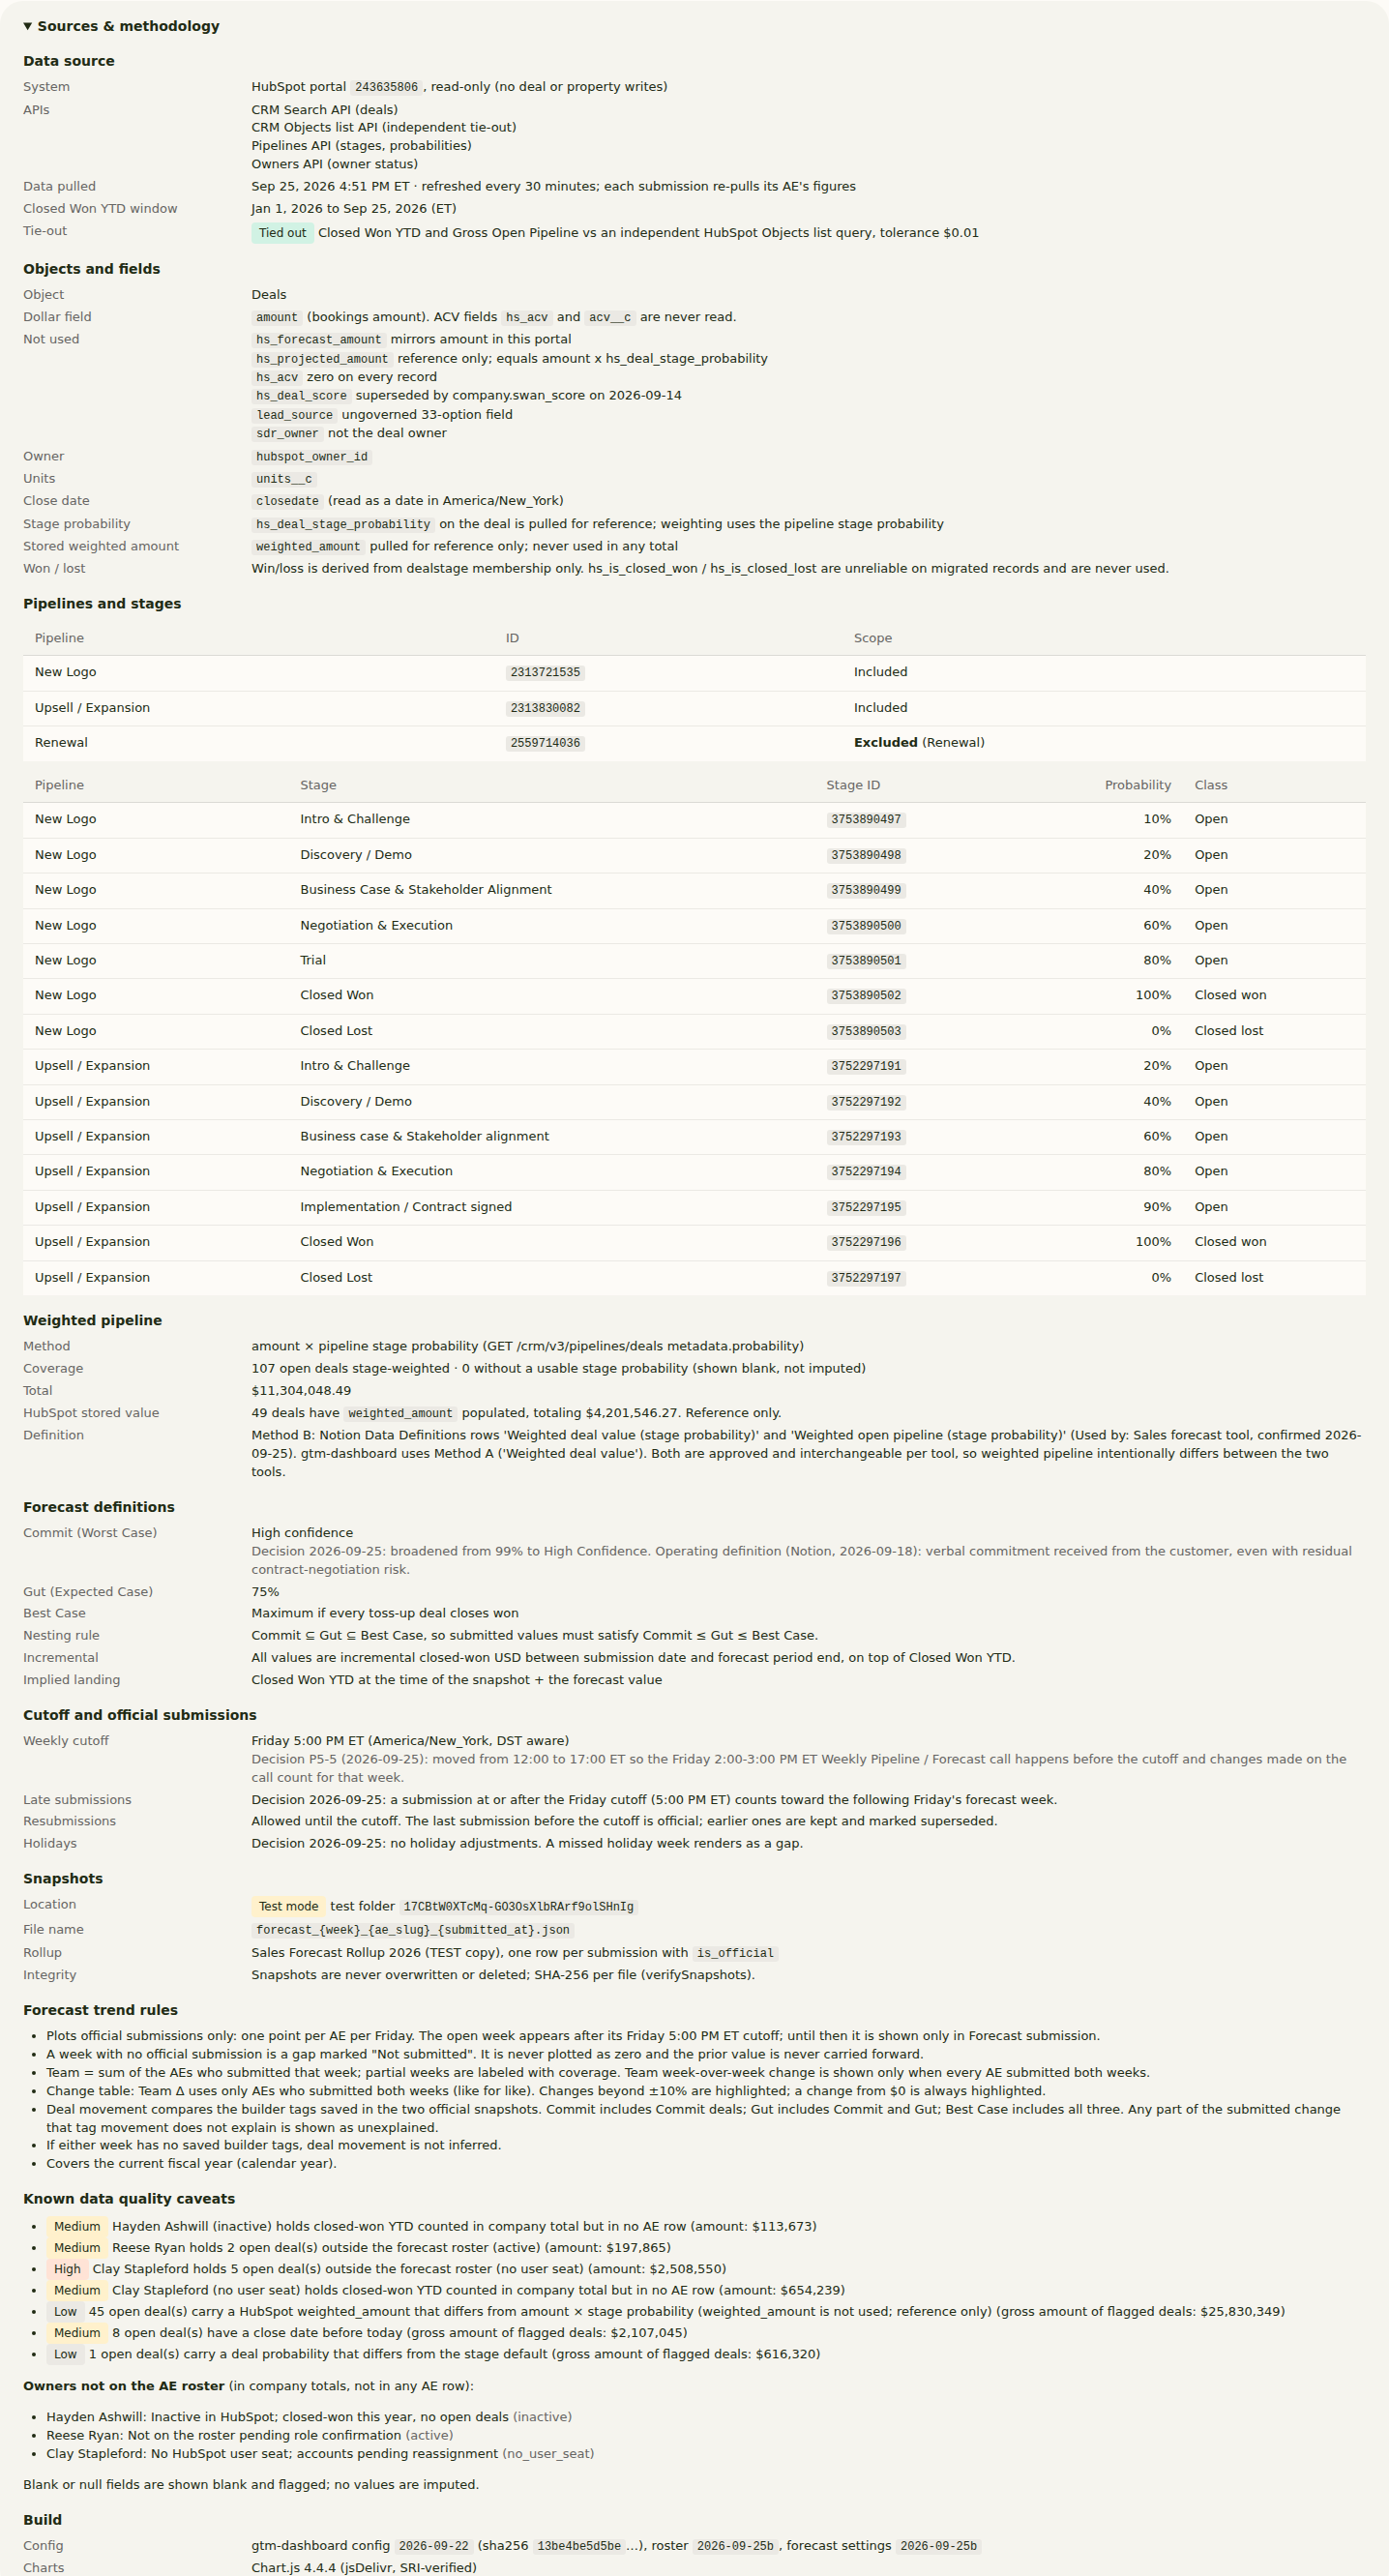 ▼ Sources & methodology
Data source
System HubSpot portal 243635806, read-only (no deal or property writes)
APIs CRM Search API (deals)
CRM Objects list API (independent tie-out)
Pipelines API (stages, probabilities)
Owners API (owner status)
Data pulled Sep 25, 2026 4:51 PM ET · refreshed every 30 minutes; each submission re-pulls its AE's figures
Closed Won YTD window Jan 1, 2026 to Sep 25, 2026 (ET)
Tie-out Tied out Closed Won YTD and Gross Open Pipeline vs an independent HubSpot Objects list query, tolerance $0.01
Objects and fields
Object Deals
Dollar field amount (bookings amount). ACV fields hs_acv and acv__c are never read.
Not used hs_forecast_amount mirrors amount in this portal
hs_projected_amount reference only; equals amount x hs_deal_stage_probability
hs_acv zero on every record
hs_deal_score superseded by company.swan_score on 2026-09-14
lead_source ungoverned 33-option field
sdr_owner not the deal owner
Owner hubspot_owner_id
Units units__c
Close date closedate (read as a date in America/New_York)
Stage probability hs_deal_stage_probability on the deal is pulled for reference; weighting uses the pipeline stage probability
Stored weighted amount weighted_amount pulled for reference only; never used in any total
Won / lost Win/loss is derived from dealstage membership only. hs_is_closed_won / hs_is_closed_lost are unreliable on migrated records and are never used.
Pipelines and stages
Pipeline ID Scope
New Logo 2313721535 Included
Upsell / Expansion 2313830082 Included
Renewal 2559714036 Excluded (Renewal)
Pipeline Stage Stage ID Probability Class
New Logo Intro & Challenge 3753890497 10% Open
New Logo Discovery / Demo 3753890498 20% Open
New Logo Business Case & Stakeholder Alignment 3753890499 40% Open
New Logo Negotiation & Execution 3753890500 60% Open
New Logo Trial 3753890501 80% Open
New Logo Closed Won 3753890502 100% Closed won
New Logo Closed Lost 3753890503 0% Closed lost
Upsell / Expansion Intro & Challenge 3752297191 20% Open
Upsell / Expansion Discovery / Demo 3752297192 40% Open
Upsell / Expansion Business case & Stakeholder alignment 3752297193 60% Open
Upsell / Expansion Negotiation & Execution 3752297194 80% Open
Upsell / Expansion Implementation / Contract signed 3752297195 90% Open
Upsell / Expansion Closed Won 3752297196 100% Closed won
Upsell / Expansion Closed Lost 3752297197 0% Closed lost
Weighted pipeline
Method amount × pipeline stage probability (GET /crm/v3/pipelines/deals metadata.probability)
Coverage 107 open deals stage-weighted · 0 without a usable stage probability (shown blank, not imputed)
Total $11,304,048.49
HubSpot stored value 49 deals have weighted_amount populated, totaling $4,201,546.27. Reference only.
Definition Method B: Notion Data Definitions rows 'Weighted deal value (stage probability)' and 'Weighted open pipeline (stage probability)' (Used by: Sales forecast tool, confirmed 2026-
09-25). gtm-dashboard uses Method A ('Weighted deal value'). Both are approved and interchangeable per tool, so weighted pipeline intentionally differs between the two
tools.
Forecast definitions
Commit (Worst Case) High confidence
Decision 2026-09-25: broadened from 99% to High Confidence. Operating definition (Notion, 2026-09-18): verbal commitment received from the customer, even with residual
contract-negotiation risk.
Gut (Expected Case) 75%
Best Case Maximum if every toss-up deal closes won
Nesting rule Commit ⊆ Gut ⊆ Best Case, so submitted values must satisfy Commit ≤ Gut ≤ Best Case.
Incremental All values are incremental closed-won USD between submission date and forecast period end, on top of Closed Won YTD.
Implied landing Closed Won YTD at the time of the snapshot + the forecast value
Cutoff and official submissions
Weekly cutoff Friday 5:00 PM ET (America/New_York, DST aware)
Decision P5-5 (2026-09-25): moved from 12:00 to 17:00 ET so the Friday 2:00-3:00 PM ET Weekly Pipeline / Forecast call happens before the cutoff and changes made on the
call count for that week.
Late submissions Decision 2026-09-25: a submission at or after the Friday cutoff (5:00 PM ET) counts toward the following Friday's forecast week.
Resubmissions Allowed until the cutoff. The last submission before the cutoff is official; earlier ones are kept and marked superseded.
Holidays Decision 2026-09-25: no holiday adjustments. A missed holiday week renders as a gap.
Snapshots
Location Test mode test folder 17CBtW0XTcMq-GO3OsXlbRArf9olSHnIg
File name forecast_{week}_{ae_slug}_{submitted_at}.json
Rollup Sales Forecast Rollup 2026 (TEST copy), one row per submission with is_official
Integrity Snapshots are never overwritten or deleted; SHA-256 per file (verifySnapshots).
Forecast trend rules
• Plots official submissions only: one point per AE per Friday. The open week appears after its Friday 5:00 PM ET cutoff; until then it is shown only in Forecast submission.
• A week with no official submission is a gap marked "Not submitted". It is never plotted as zero and the prior value is never carried forward.
• Team = sum of the AEs who submitted that week; partial weeks are labeled with coverage. Team week-over-week change is shown only when every AE submitted both weeks.
• Change table: Team Δ uses only AEs who submitted both weeks (like for like). Changes beyond ±10% are highlighted; a change from $0 is always highlighted.
• Deal movement compares the builder tags saved in the two official snapshots. Commit includes Commit deals; Gut includes Commit and Gut; Best Case includes all three. Any part of the submitted change
that tag movement does not explain is shown as unexplained.
• If either week has no saved builder tags, deal movement is not inferred.
• Covers the current fiscal year (calendar year).
Known data quality caveats
• Medium Hayden Ashwill (inactive) holds closed-won YTD counted in company total but in no AE row (amount: $113,673)
• Medium Reese Ryan holds 2 open deal(s) outside the forecast roster (active) (amount: $197,865)
• High Clay Stapleford holds 5 open deal(s) outside the forecast roster (no user seat) (amount: $2,508,550)
• Medium Clay Stapleford (no user seat) holds closed-won YTD counted in company total but in no AE row (amount: $654,239)
• Low 45 open deal(s) carry a HubSpot weighted_amount that differs from amount × stage probability (weighted_amount is not used; reference only) (gross amount of flagged deals: $25,830,349)
• Medium 8 open deal(s) have a close date before today (gross amount of flagged deals: $2,107,045)
• Low 1 open deal(s) carry a deal probability that differs from the stage default (gross amount of flagged deals: $616,320)
Owners not on the AE roster (in company totals, not in any AE row):
• Hayden Ashwill: Inactive in HubSpot; closed-won this year, no open deals (inactive)
• Reese Ryan: Not on the roster pending role confirmation (active)
• Clay Stapleford: No HubSpot user seat; accounts pending reassignment (no_user_seat)
Blank or null fields are shown blank and flagged; no values are imputed.
Build
Config gtm-dashboard config 2026-09-22 (sha256 13be4be5d5be…), roster 2026-09-25b, forecast settings 2026-09-25b
Charts Chart.js 4.4.4 (jsDelivr, SRI-verified)